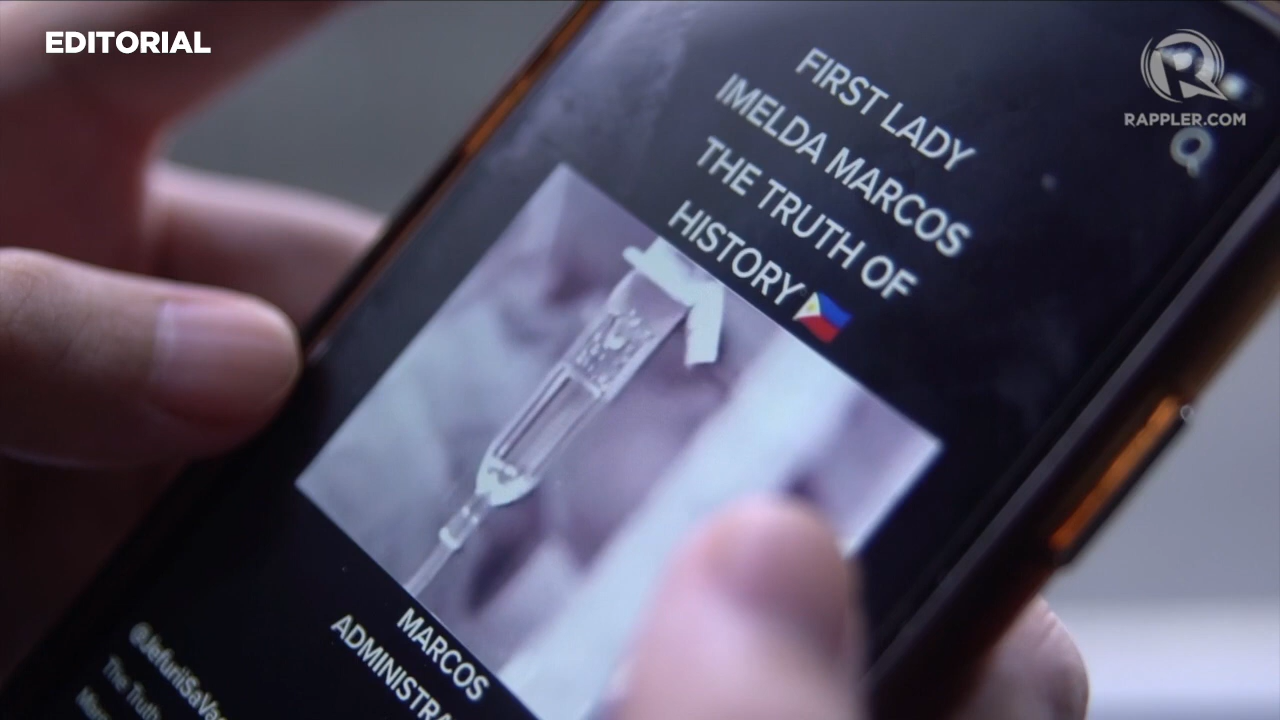 EDITORIAL
RAPPLER.COM
FIRST LADY
IMELDA MARCOS
THE TRUTH OF
HISTORY 🇵🇭
MARCOS
ADMINISTRA
The Truth